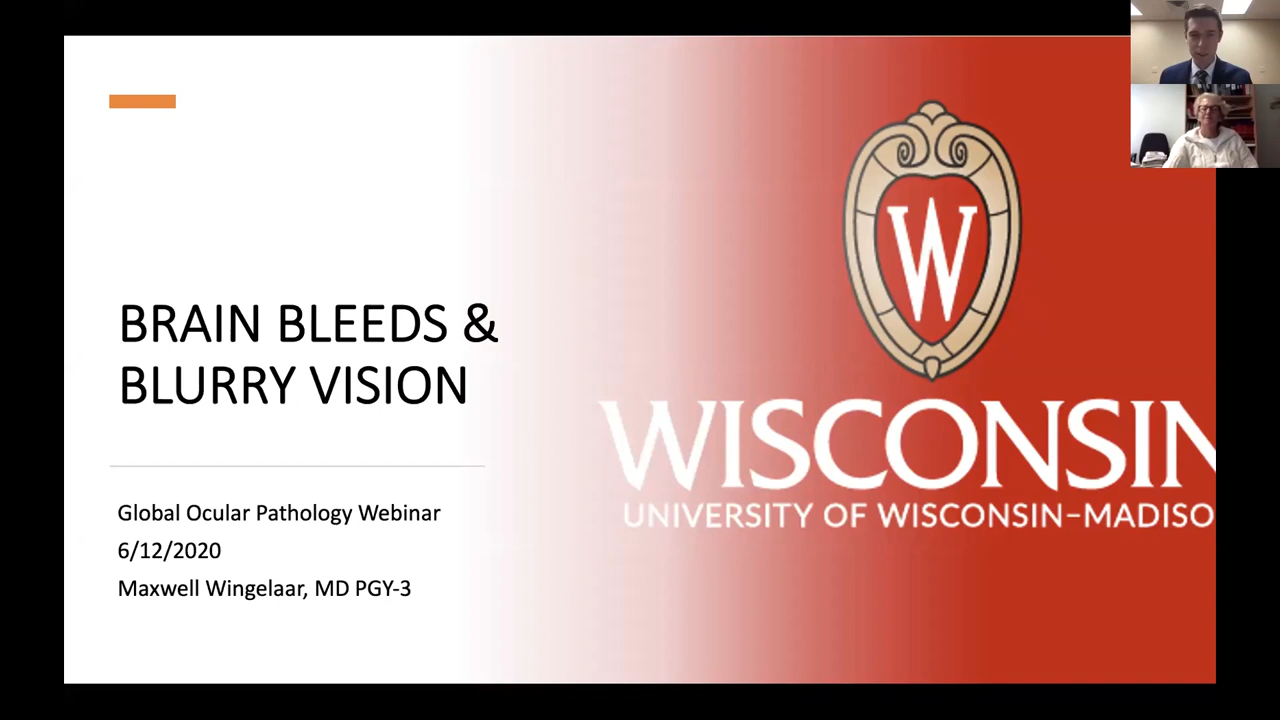 BRAIN BLEEDS &
BLURRY VISION
Global Ocular Pathology Webinar
6/12/2020
Maxwell Wingelaar, MD PGY-3
W
WISCONSIN
UNIVERSITY OF WISCONSIN–MADISO